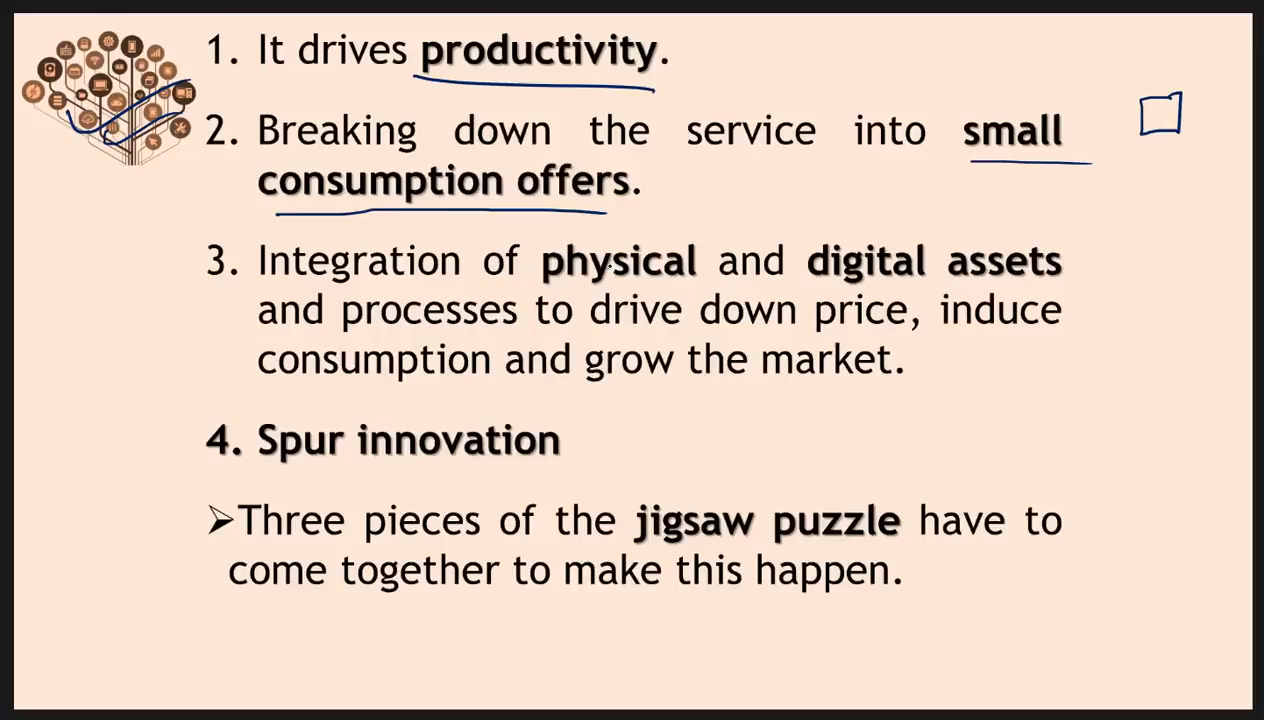 1. It drives productivity.
2. Breaking down the service into small
consumption offers.
3. Integration of physical and digital assets
and processes to drive down price, induce
consumption and grow the market.
4. Spur innovation
➢Three pieces of the jigsaw puzzle have to
come together to make this happen.